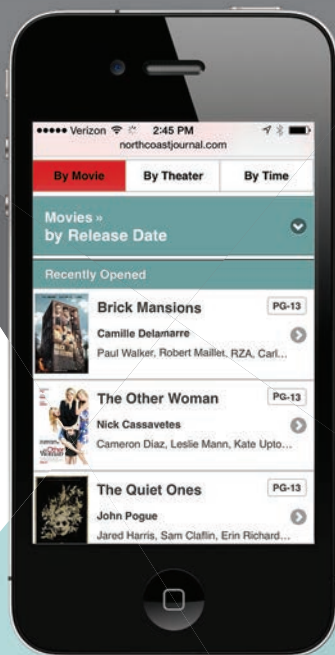 Verizon 2:45 PM
northcoastjournal.com
By Movie By Theater By Time
Movies »
by Release Date
Recently Opened
Brick Mansions PG-13
Camille Delamarre
Paul Walker, Robert Maillet, RZA, Carl...
The Other Woman PG-13
Nick Cassavetes
Cameron Diaz, Leslie Mann, Kate Upto...
The Quiet Ones PG-13
John Pogue
Jared Harris, Sam Claflin, Erin Richard...